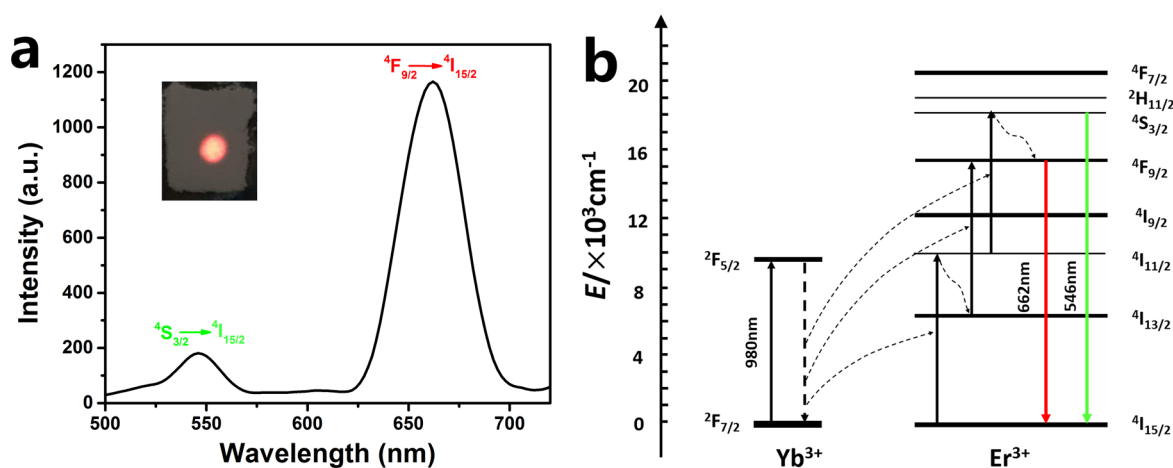 a
⁴F₉/₂ → ⁴I₁₅/₂
⁴S₃/₂ → ⁴I₁₅/₂
Intensity (a.u.)
1200
1000
800
600
400
200
0
500
550
600
650
700
Wavelength (nm)
b
E/×10³cm⁻¹
20
16
12
8
4
0
²F₅/₂
980nm
²F₇/₂
Yb³⁺
662nm
546nm
⁴F₇/₂
²H₁₁/₂
⁴S₃/₂
⁴F₉/₂
⁴I₉/₂
⁴I₁₁/₂
⁴I₁₃/₂
⁴I₁₅/₂
Er³⁺